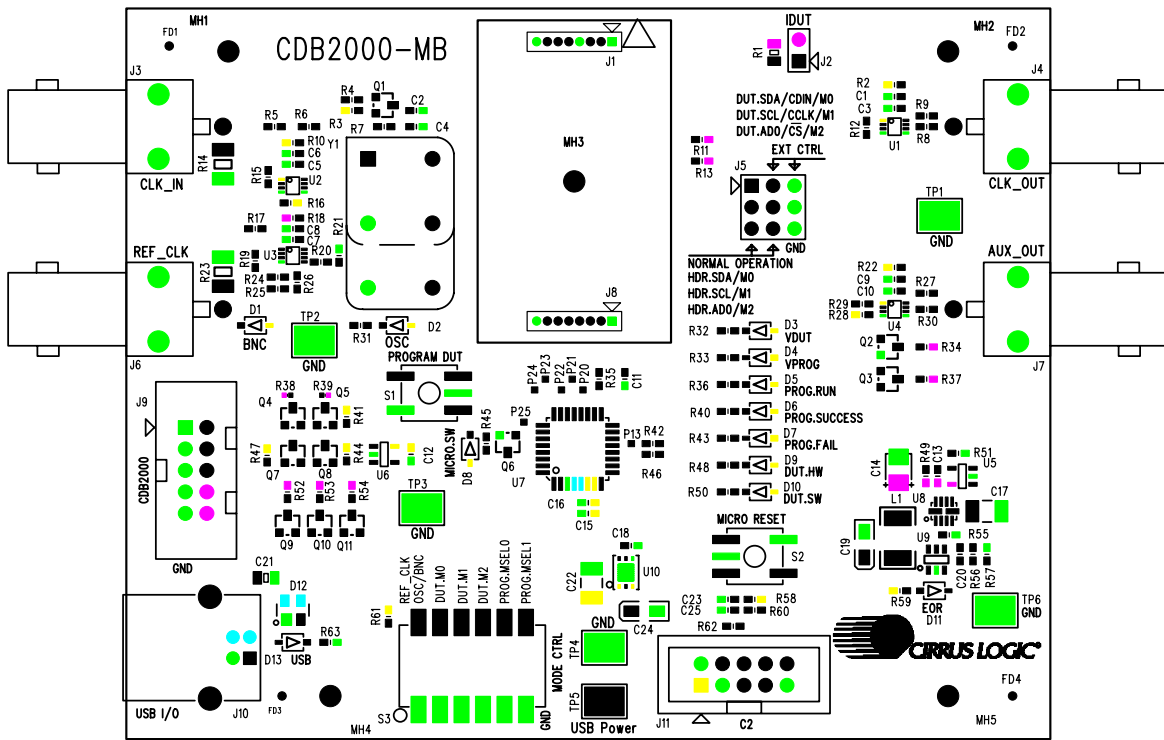 MH1
FD1
CDB2000-MB
J1
IDUT
R1
J2
MH2
FD2
J3
R4
Q1
C2
R5
R6
R3
R7
C4
MH3
DUT.SDA/CDIN/M0
DUT.SCL/CCLK/M1
DUT.AD0/CS/M2
R2
C1
C3
R9
R12
R8
U1
J4
R10
Y1
C6
C5
R14
R15
U2
R16
CLK_IN
R11
R13
EXT CTRL
J5
CLK_OUT
TP1
GND
R17
R18
C8
C7
R21
GND
REF_CLK
R19
U3
R20
R23
R24
R25
R26
NORMAL OPERATION
HDR.SDA/M0
HDR.SCL/M1
HDR.AD0/M2
AUX_OUT
R22
C9
C10
R27
R29
R28
R30
U4
J8
D1
BNC
TP2
GND
R31
OSC
D2
J6
R32
D3
VDUT
Q2
R34
J7
PROGRAM DUT
S1
R33
D4
VPROG
P24
P23
P22
P21
P20
R35
C11
R36
D5
PROG.RUN
Q3
R37
J9
R38
R39
Q4
Q5
R41
R40
D6
PROG.SUCCESS
MICRO.SW
R45
P25
Q6
P13
R42
R43
D7
PROG.FAIL
CDB2000
R47
Q7
Q8
R44
U6
C12
D8
U7
R46
R48
D9
DUT.HW
C14
R49
C13
R51
U5
R52
R53
R54
TP3
GND
C16
C15
R50
D10
DUT.SW
L1
U8
C17
Q9
Q10
Q11
MICRO RESET
S2
C19
U9
R55
C20
R56
R57
GND
C18
U10
C22
C21
D12
REF_CLK
OSC/BNC
DUT.M0
DUT.M1
DUT.M2
PROG.MSEL0
PROG.MSEL1
C23
C25
R58
R60
R59
EOR
D11
TP6
GND
R61
GND
C24
R62
D13
USB
R63
TP4
MODE CTRL
CIRRUS LOGIC®
USB I/O
J10
FD3
MH4
S3
GND
TP5
USB Power
J11
C2
FD4
MH5